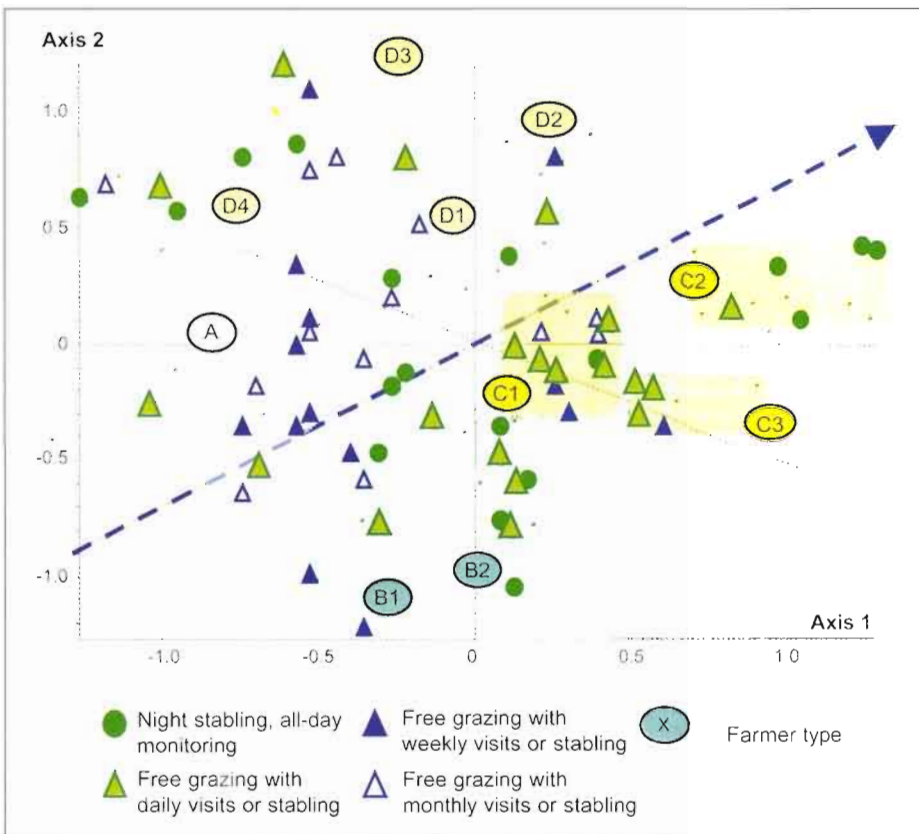 Axis 2
D3
1.0
D2
D4
D1
0.5
C2
A
0
C1
C3
-0.5
B2
B1
-1.0
Axis 1
-1.0
-0.5
0
0.5
1 0
Night stabling, all-day
monitoring
Free grazing with
daily visits or stabling
Free grazing with
weekly visits or stabling
Free grazing with
monthly visits or stabling
X
Farmer type